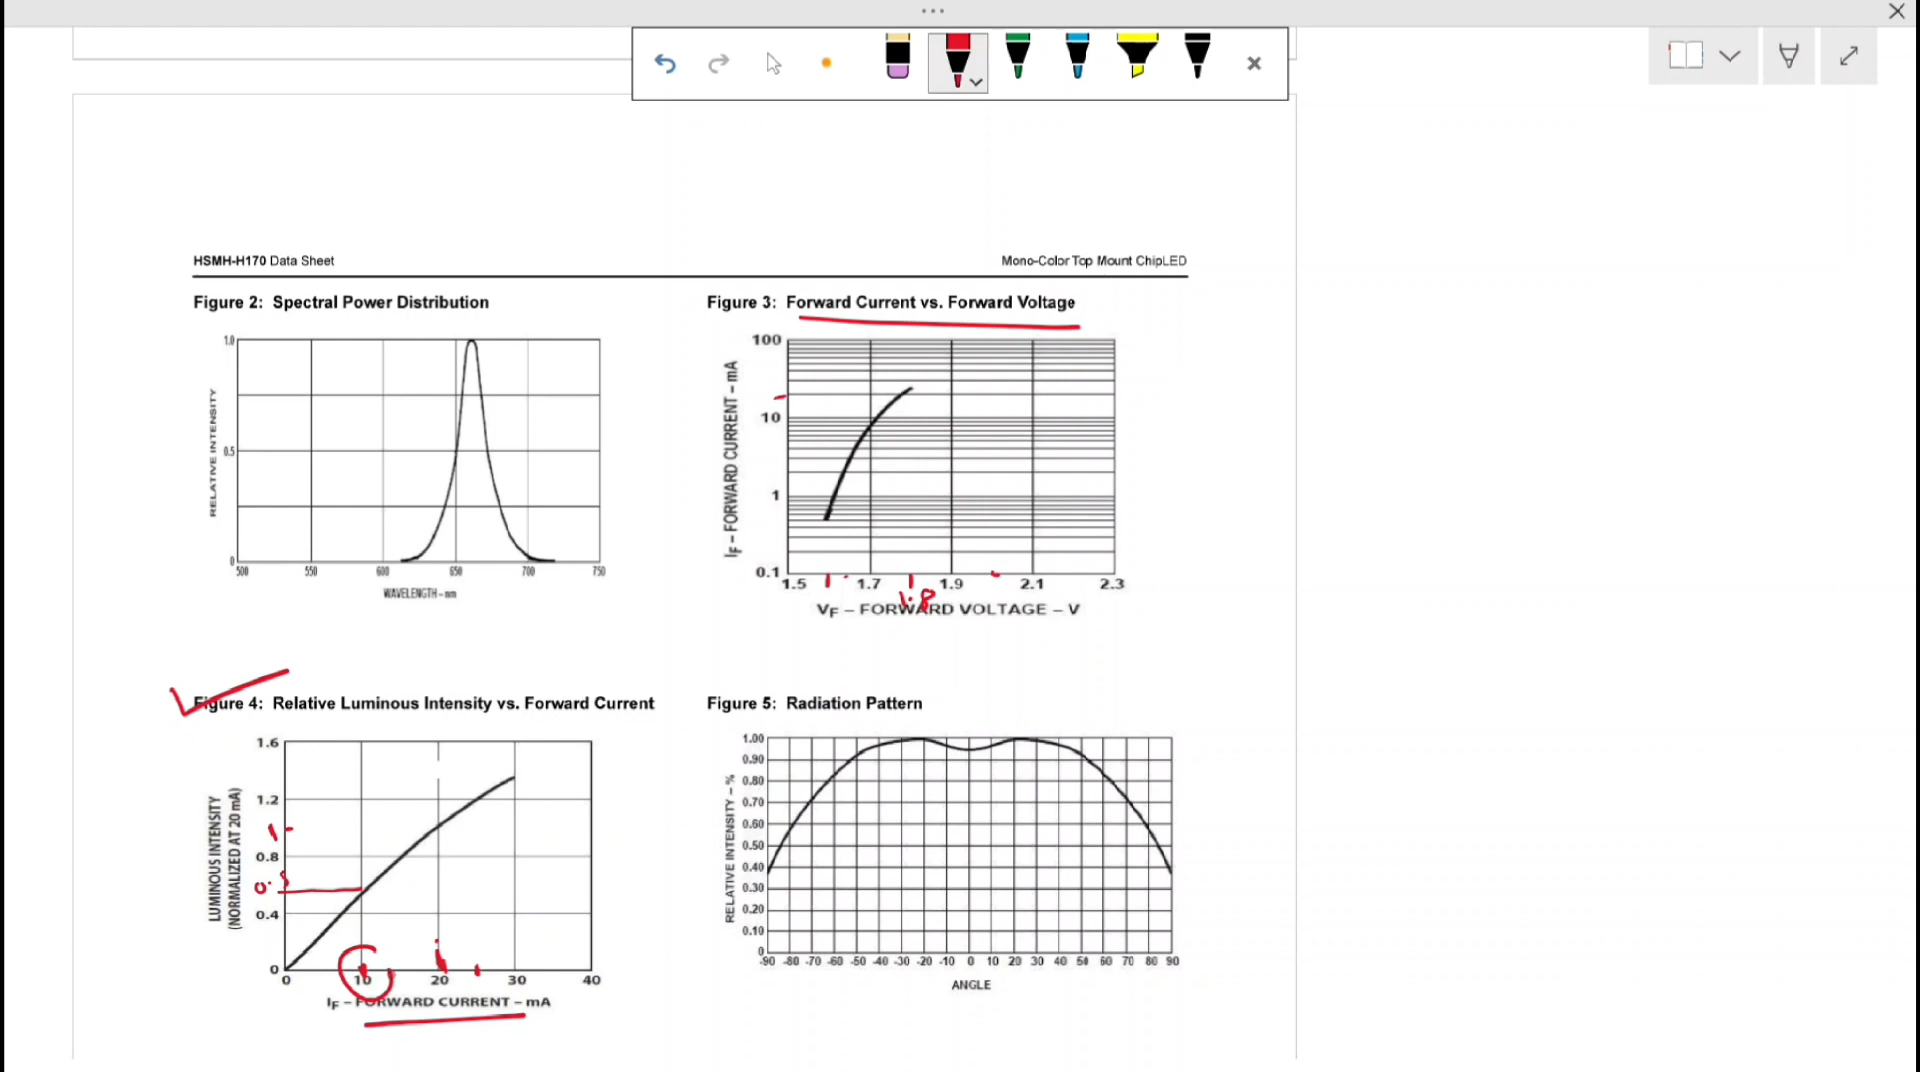 HSMH-H170 Data Sheet
Mono-Color Top Mount ChipLED
Figure 2: Spectral Power Distribution
1.0
0.5
0
RELATIVE INTENSITY
500 550 600 650 700 750
WAVELENGTH – nm
Figure 3: Forward Current vs. Forward Voltage
100
10
1
0.1
IF – FORWARD CURRENT – mA
1.5 1.7 1.9 2.1 2.3
1.8
VF – FORWARD VOLTAGE – V
Figure 4: Relative Luminous Intensity vs. Forward Current
1.6
1.2
1
0.8
0.4
0
LUMINOUS INTENSITY
(NORMALIZED AT 20 mA)
0 10 20 30 40
IF – FORWARD CURRENT – mA
Figure 5: Radiation Pattern
1.00
0.90
0.80
0.70
0.60
0.50
0.40
0.30
0.20
0.10
0
RELATIVE INTENSITY – %
-90 -80 -70 -60 -50 -40 -30 -20 -10 0 10 20 30 40 50 60 70 80 90
ANGLE